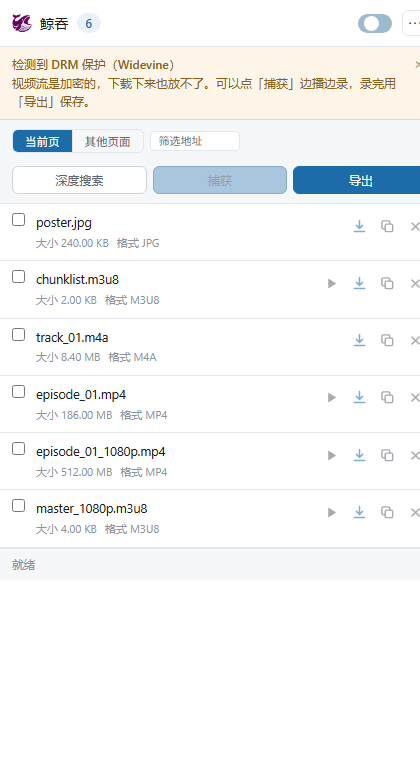 鲸吞 6
检测到 DRM 保护（Widevine）
视频流是加密的，下载下来也放不了。可以点「捕获」边播边录，录完用
「导出」保存。
当前页 其他页面 筛选地址
深度搜索 捕获 导出
poster.jpg
大小 240.00 KB 格式 JPG
chunklist.m3u8
大小 2.00 KB 格式 M3U8
track_01.m4a
大小 8.40 MB 格式 M4A
episode_01.mp4
大小 186.00 MB 格式 MP4
episode_01_1080p.mp4
大小 512.00 MB 格式 MP4
master_1080p.m3u8
大小 4.00 KB 格式 M3U8
就绪